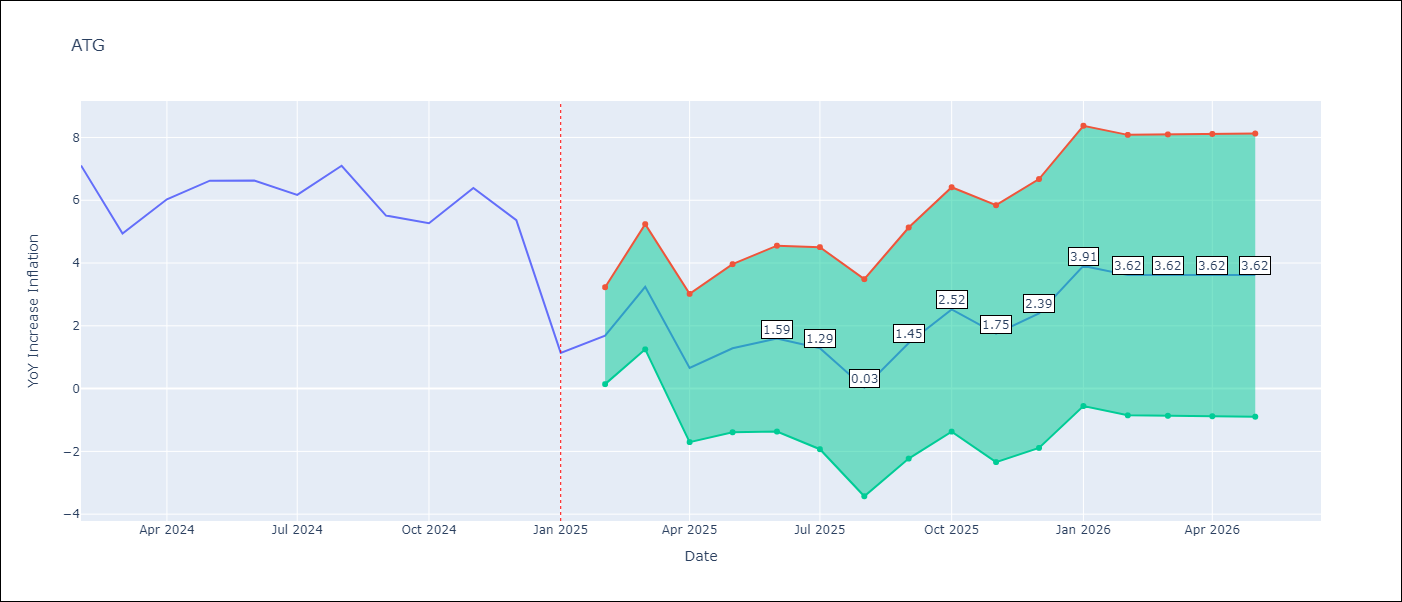 ATG
YoY Increase Inflation
8
6
4
2
0
−2
−4
1.59
1.29
0.03
1.45
2.52
1.75
2.39
3.91
3.62
3.62
3.62
3.62
Apr 2024
Jul 2024
Oct 2024
Jan 2025
Apr 2025
Jul 2025
Oct 2025
Jan 2026
Apr 2026
Date